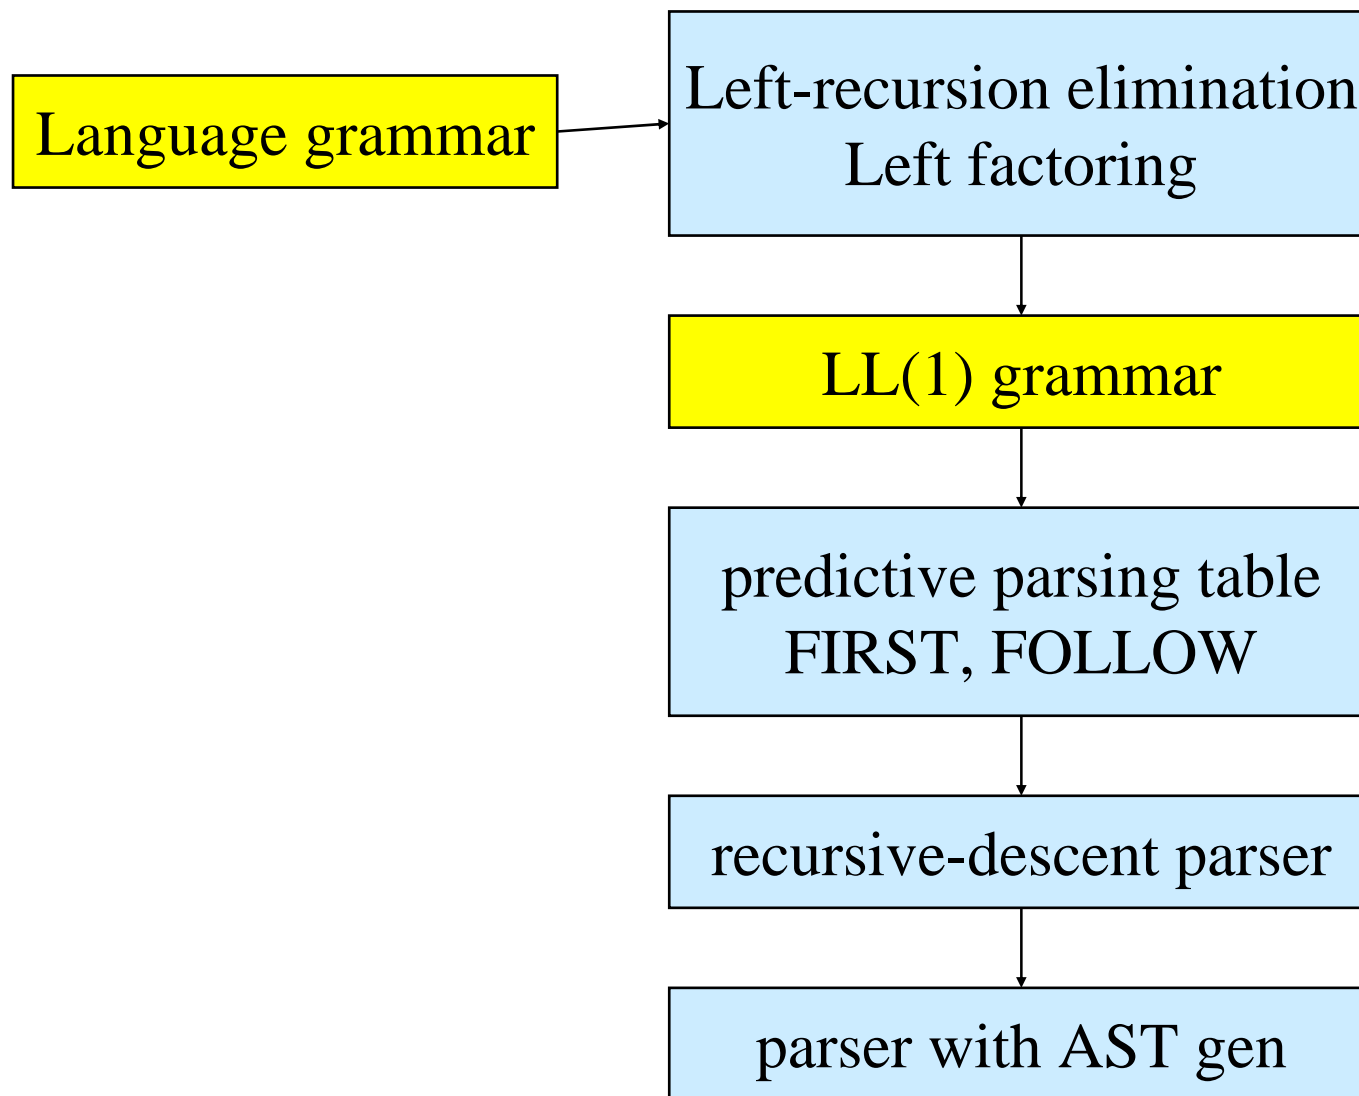 Language grammar
Left-recursion elimination
Left factoring
LL(1) grammar
predictive parsing table
FIRST, FOLLOW
recursive-descent parser
parser with AST gen